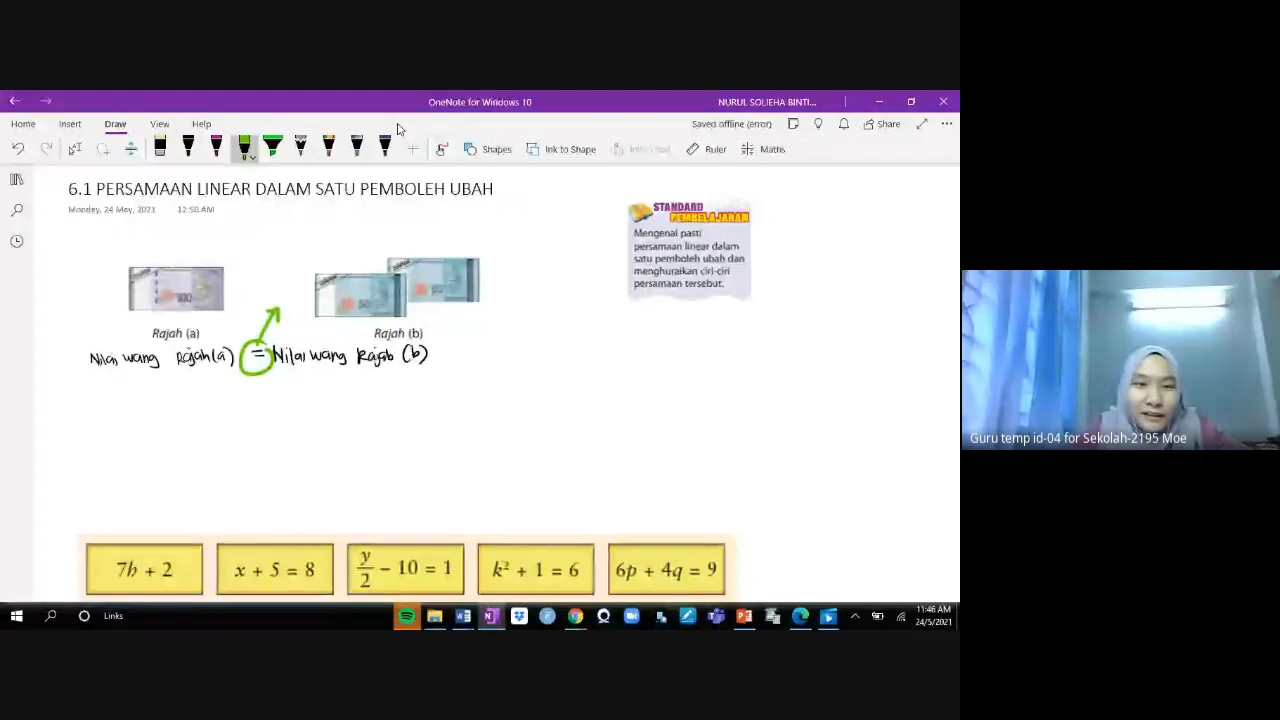 OneNote for Windows 10
NURUL SOLIEHA BINTI...
Home Insert Draw View Help
Saved offline (error)
Share
Shapes
Ink to Shape
Ruler
Maths
6.1 PERSAMAAN LINEAR DALAM SATU PEMBOLEH UBAH
Monday, 24 May, 2021 12:50 AM
STANDARD
PEMBELAJARAN
Mengenal pasti
persamaan linear dalam
satu pemboleh ubah dan
menghuraikan ciri-ciri
persamaan tersebut.
100
50
50
Rajah (a)
Rajah (b)
Nilai wang Rajah (a) = Nilai wang Rajah (b)
7h + 2
x + 5 = 8
y/2 − 10 = 1
k² + 1 = 6
6p + 4q = 9
Guru temp id-04 for Sekolah-2195 Moe
Links
11:46 AM
24/5/2021